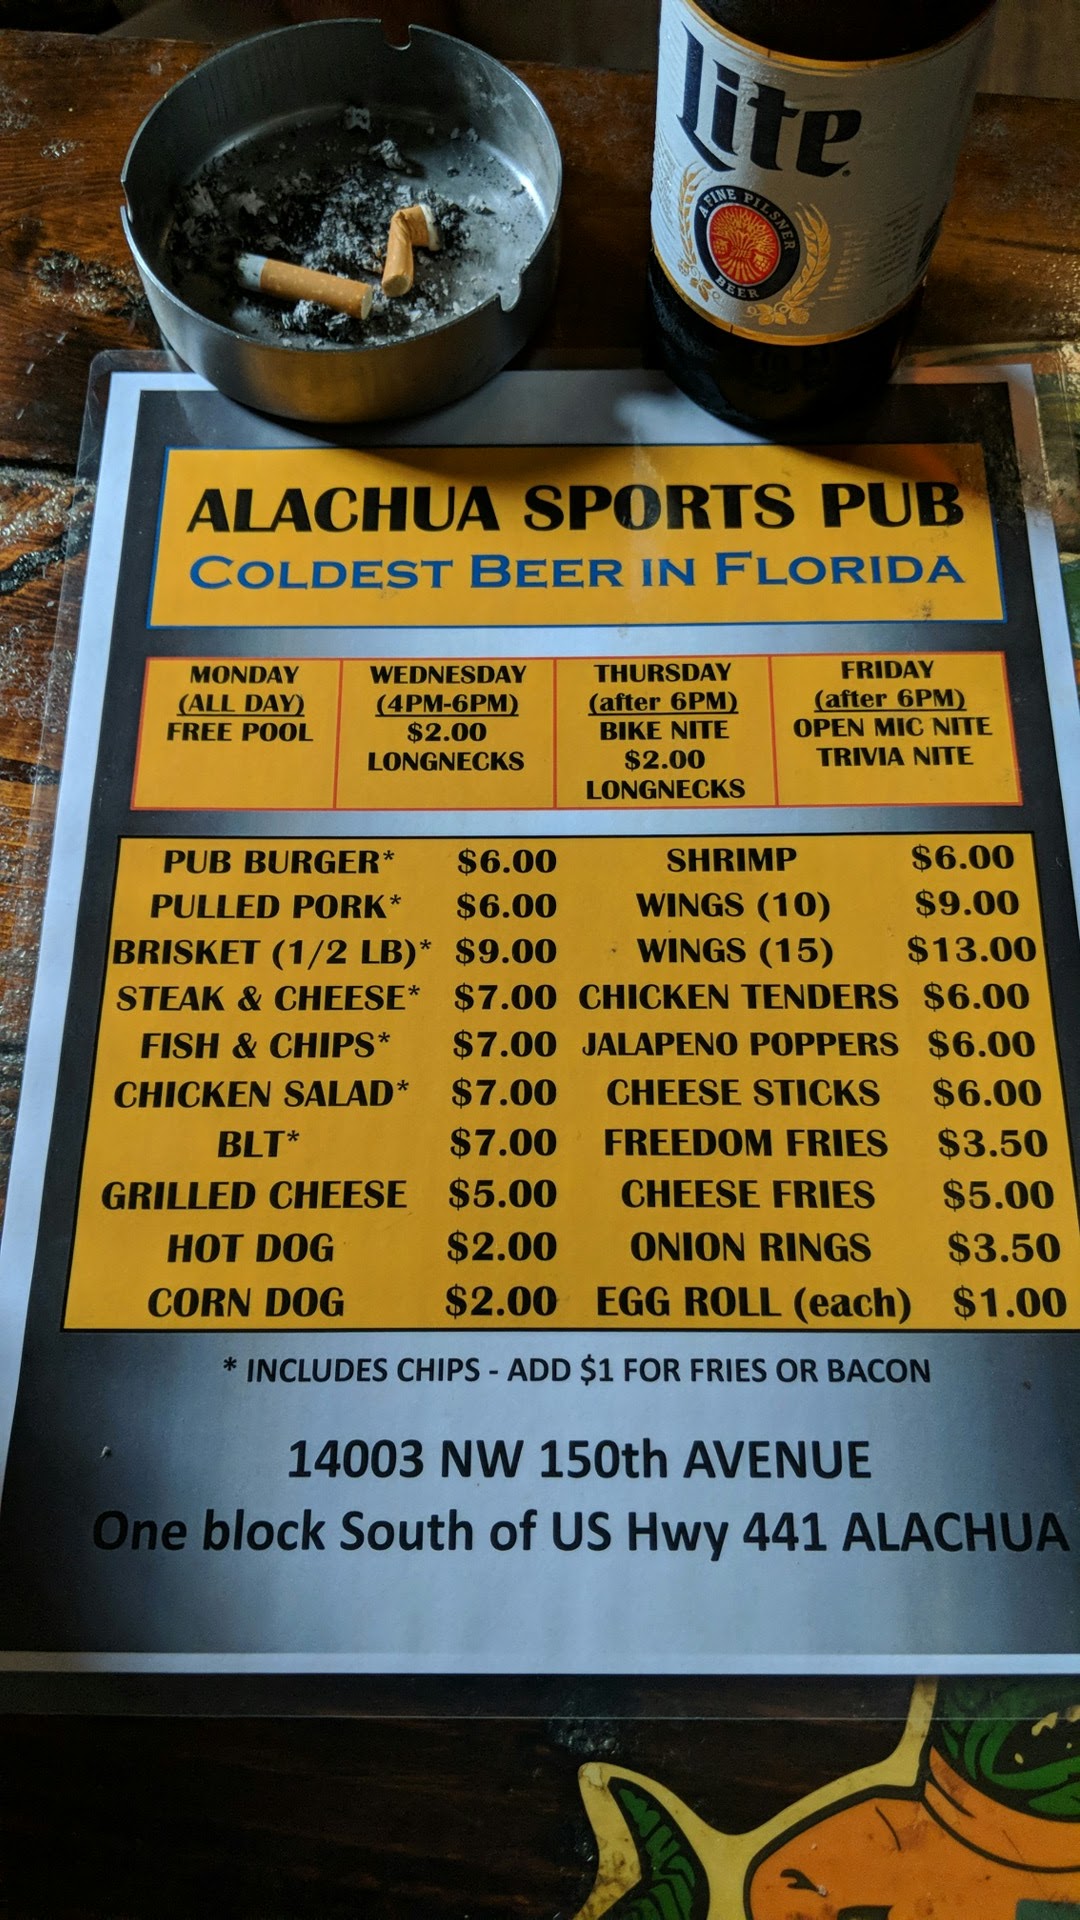 Lite
A FINE PILSNER
BEER
ALACHUA SPORTS PUB
COLDEST BEER IN FLORIDA
MONDAY
(ALL DAY)
FREE POOL
WEDNESDAY
(4PM-6PM)
$2.00
LONGNECKS
THURSDAY
(after 6PM)
BIKE NITE
$2.00
LONGNECKS
FRIDAY
(after 6PM)
OPEN MIC NITE
TRIVIA NITE
PUB BURGER* $6.00 SHRIMP $6.00
PULLED PORK* $6.00 WINGS (10) $9.00
BRISKET (1/2 LB)* $9.00 WINGS (15) $13.00
STEAK & CHEESE* $7.00 CHICKEN TENDERS $6.00
FISH & CHIPS* $7.00 JALAPENO POPPERS $6.00
CHICKEN SALAD* $7.00 CHEESE STICKS $6.00
BLT* $7.00 FREEDOM FRIES $3.50
GRILLED CHEESE $5.00 CHEESE FRIES $5.00
HOT DOG $2.00 ONION RINGS $3.50
CORN DOG $2.00 EGG ROLL (each) $1.00
* INCLUDES CHIPS - ADD $1 FOR FRIES OR BACON
14003 NW 150th AVENUE
One block South of US Hwy 441 ALACHUA